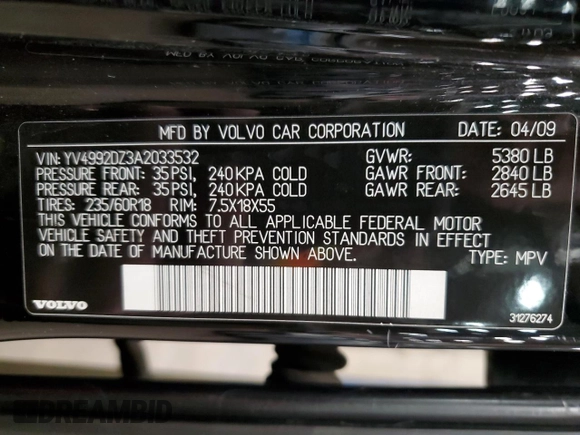 MFD BY VOLVO CAR CORPORATION DATE: 04/09
VIN: YV4992DZ3A2033532 GVWR: 5380 LB
PRESSURE FRONT: 35 PSI, 240 KPA COLD GAWR FRONT: 2840 LB
PRESSURE REAR: 35 PSI, 240 KPA COLD GAWR REAR: 2645 LB
TIRES: 235/60R18 RIM: 7.5X18X55
THIS VEHICLE CONFORMS TO ALL APPLICABLE FEDERAL MOTOR
VEHICLE SAFETY AND THEFT PREVENTION STANDARDS IN EFFECT
ON THE DATE OF MANUFACTURE SHOWN ABOVE. TYPE: MPV
VOLVO 31276274
DREAMBID